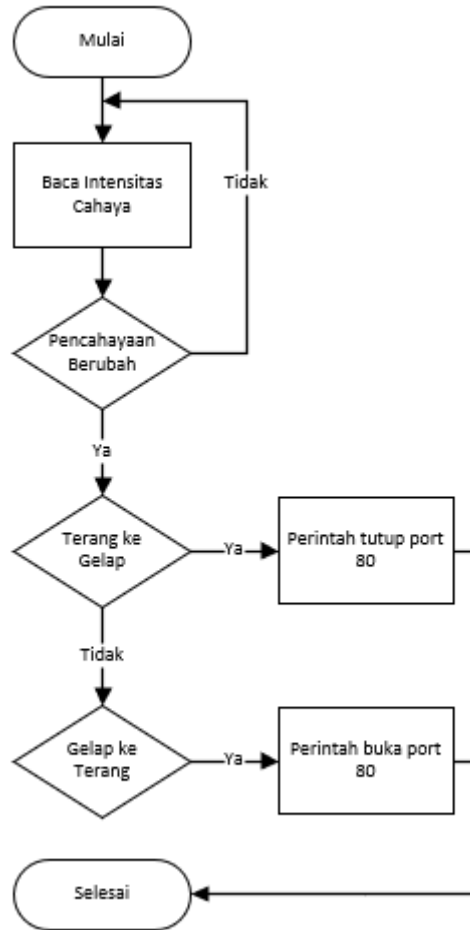 Mulai
Baca Intensitas
Cahaya
Tidak
Pencahayaan
Berubah
Ya
Terang ke
Gelap
Ya
Perintah tutup port
80
Tidak
Gelap ke
Terang
Ya
Perintah buka port
80
Selesai